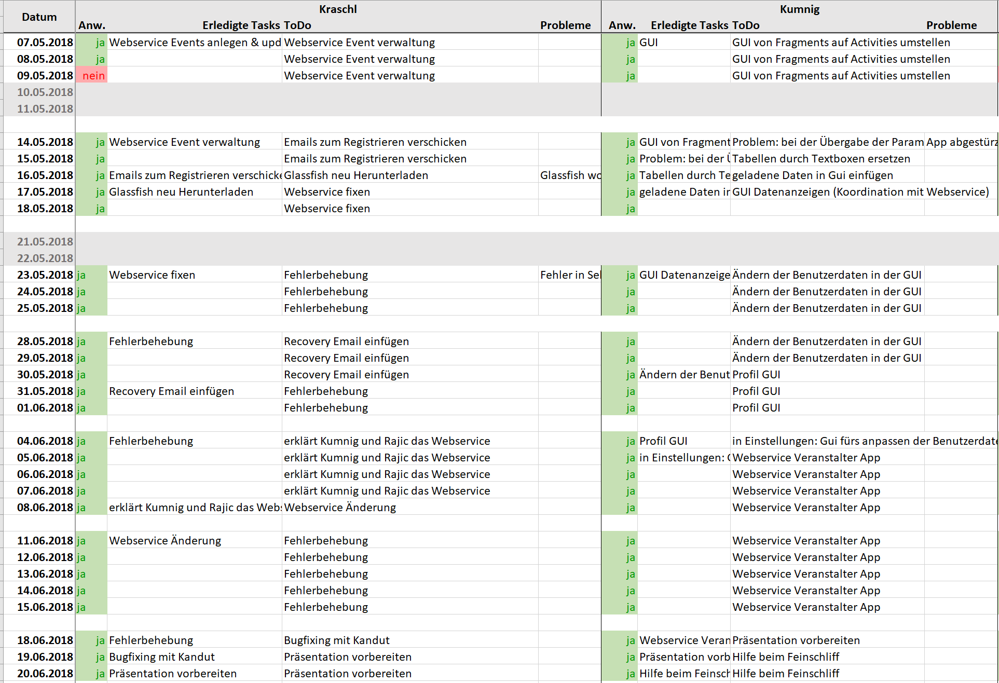 Kraschl Kumnig
Datum Anw. Erledigte Tasks ToDo Probleme Anw. Erledigte Tasks ToDo Probleme
07.05.2018 ja Webservice Events anlegen & upd Webservice Event verwaltung ja GUI GUI von Fragments auf Activities umstellen
08.05.2018 ja Webservice Event verwaltung ja GUI von Fragments auf Activities umstellen
09.05.2018 nein Webservice Event verwaltung ja GUI von Fragments auf Activities umstellen
10.05.2018
11.05.2018
14.05.2018 ja Webservice Event verwaltung Emails zum Registrieren verschicken ja GUI von Fragment Problem: bei der Übergabe der Param App abgestürz
15.05.2018 ja Emails zum Registrieren verschicken ja Problem: bei der Ü Tabellen durch Textboxen ersetzen
16.05.2018 ja Emails zum Registrieren verschicke Glassfish neu Herunterladen Glassfish wo ja Tabellen durch Te geladene Daten in Gui einfügen
17.05.2018 ja Glassfish neu Herunterladen Webservice fixen ja geladene Daten in GUI Datenanzeigen (Koordination mit Webservice)
18.05.2018 ja Webservice fixen ja
21.05.2018
22.05.2018
23.05.2018 ja Webservice fixen Fehlerbehebung Fehler in Sel ja GUI Datenanzeige Ändern der Benutzerdaten in der GUI
24.05.2018 ja Fehlerbehebung ja Ändern der Benutzerdaten in der GUI
25.05.2018 ja Fehlerbehebung ja Ändern der Benutzerdaten in der GUI
28.05.2018 ja Fehlerbehebung Recovery Email einfügen ja Ändern der Benutzerdaten in der GUI
29.05.2018 ja Recovery Email einfügen ja Ändern der Benutzerdaten in der GUI
30.05.2018 ja Recovery Email einfügen ja Ändern der Benut Profil GUI
31.05.2018 ja Recovery Email einfügen Fehlerbehebung ja Profil GUI
01.06.2018 ja Fehlerbehebung ja Profil GUI
04.06.2018 ja Fehlerbehebung erklärt Kumnig und Rajic das Webservice ja Profil GUI in Einstellungen: Gui fürs anpassen der Benutzerdate
05.06.2018 ja erklärt Kumnig und Rajic das Webservice ja in Einstellungen: G Webservice Veranstalter App
06.06.2018 ja erklärt Kumnig und Rajic das Webservice ja Webservice Veranstalter App
07.06.2018 ja erklärt Kumnig und Rajic das Webservice ja Webservice Veranstalter App
08.06.2018 ja erklärt Kumnig und Rajic das Webs Webservice Änderung ja Webservice Veranstalter App
11.06.2018 ja Webservice Änderung Fehlerbehebung ja Webservice Veranstalter App
12.06.2018 ja Fehlerbehebung ja Webservice Veranstalter App
13.06.2018 ja Fehlerbehebung ja Webservice Veranstalter App
14.06.2018 ja Fehlerbehebung ja Webservice Veranstalter App
15.06.2018 ja Fehlerbehebung ja Webservice Veranstalter App
18.06.2018 ja Fehlerbehebung Bugfixing mit Kandut ja Webservice Veran Präsentation vorbereiten
19.06.2018 ja Bugfixing mit Kandut Präsentation vorbereiten ja Präsentation vorb Hilfe beim Feinschliff
20.06.2018 ja Präsentation vorbereiten Präsentation vorbereiten ja Hilfe beim Feinsch Hilfe beim Feinschliff